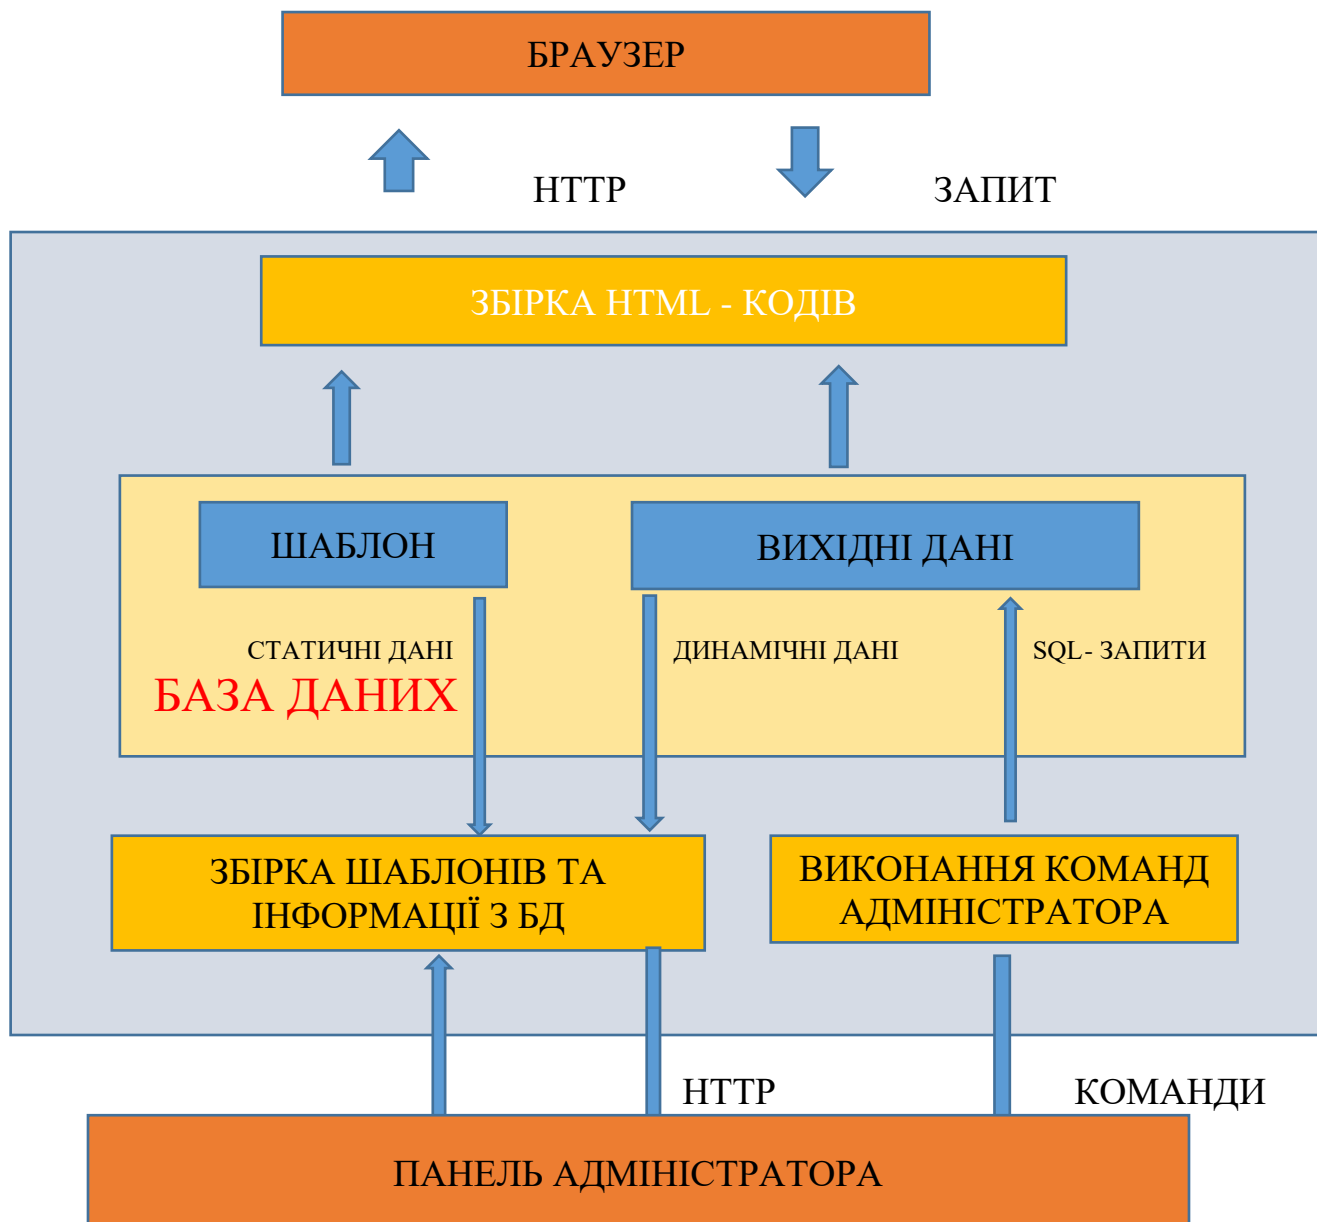 БРАУЗЕР
HTTP
ЗАПИТ
ЗБІРКА HTML - КОДІВ
ШАБЛОН
ВИХІДНІ ДАНІ
СТАТИЧНІ ДАНІ
ДИНАМІЧНІ ДАНІ
SQL - ЗАПИТИ
БАЗА ДАНИХ
ЗБІРКА ШАБЛОНІВ ТА
ІНФОРМАЦІЇ З БД
ВИКОНАННЯ КОМАНД
АДМІНІСТРАТОРА
HTTP
КОМАНДИ
ПАНЕЛЬ АДМІНІСТРАТОРА